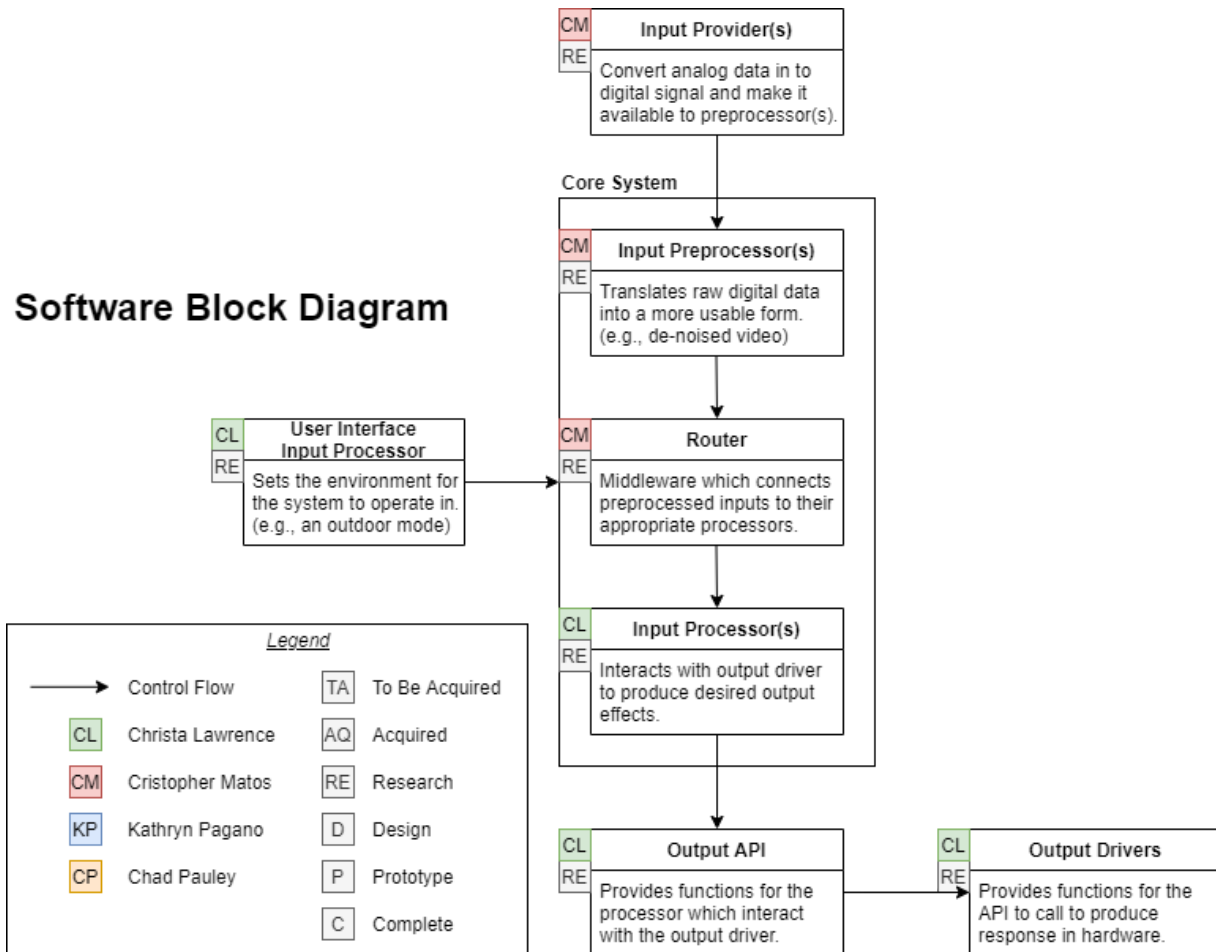 CM
Input Provider(s)
RE
Convert analog data in to
digital signal and make it
available to preprocessor(s).
Core System
CM
Input Preprocessor(s)
RE
Translates raw digital data
into a more usable form.
(e.g., de-noised video)
Software Block Diagram
CL
User Interface
Input Processor
RE
Sets the environment for
the system to operate in.
(e.g., an outdoor mode)
CM
Router
RE
Middleware which connects
preprocessed inputs to their
appropriate processors.
CL
Input Processor(s)
RE
Interacts with output driver
to produce desired output
effects.
Legend
Control Flow
TA To Be Acquired
CL Christa Lawrence
AQ Acquired
CM Cristopher Matos
RE Research
KP Kathryn Pagano
D Design
CP Chad Pauley
P Prototype
C Complete
CL
Output API
RE
Provides functions for the
processor which interact
with the output driver.
CL
Output Drivers
RE
Provides functions for the
API to call to produce
response in hardware.